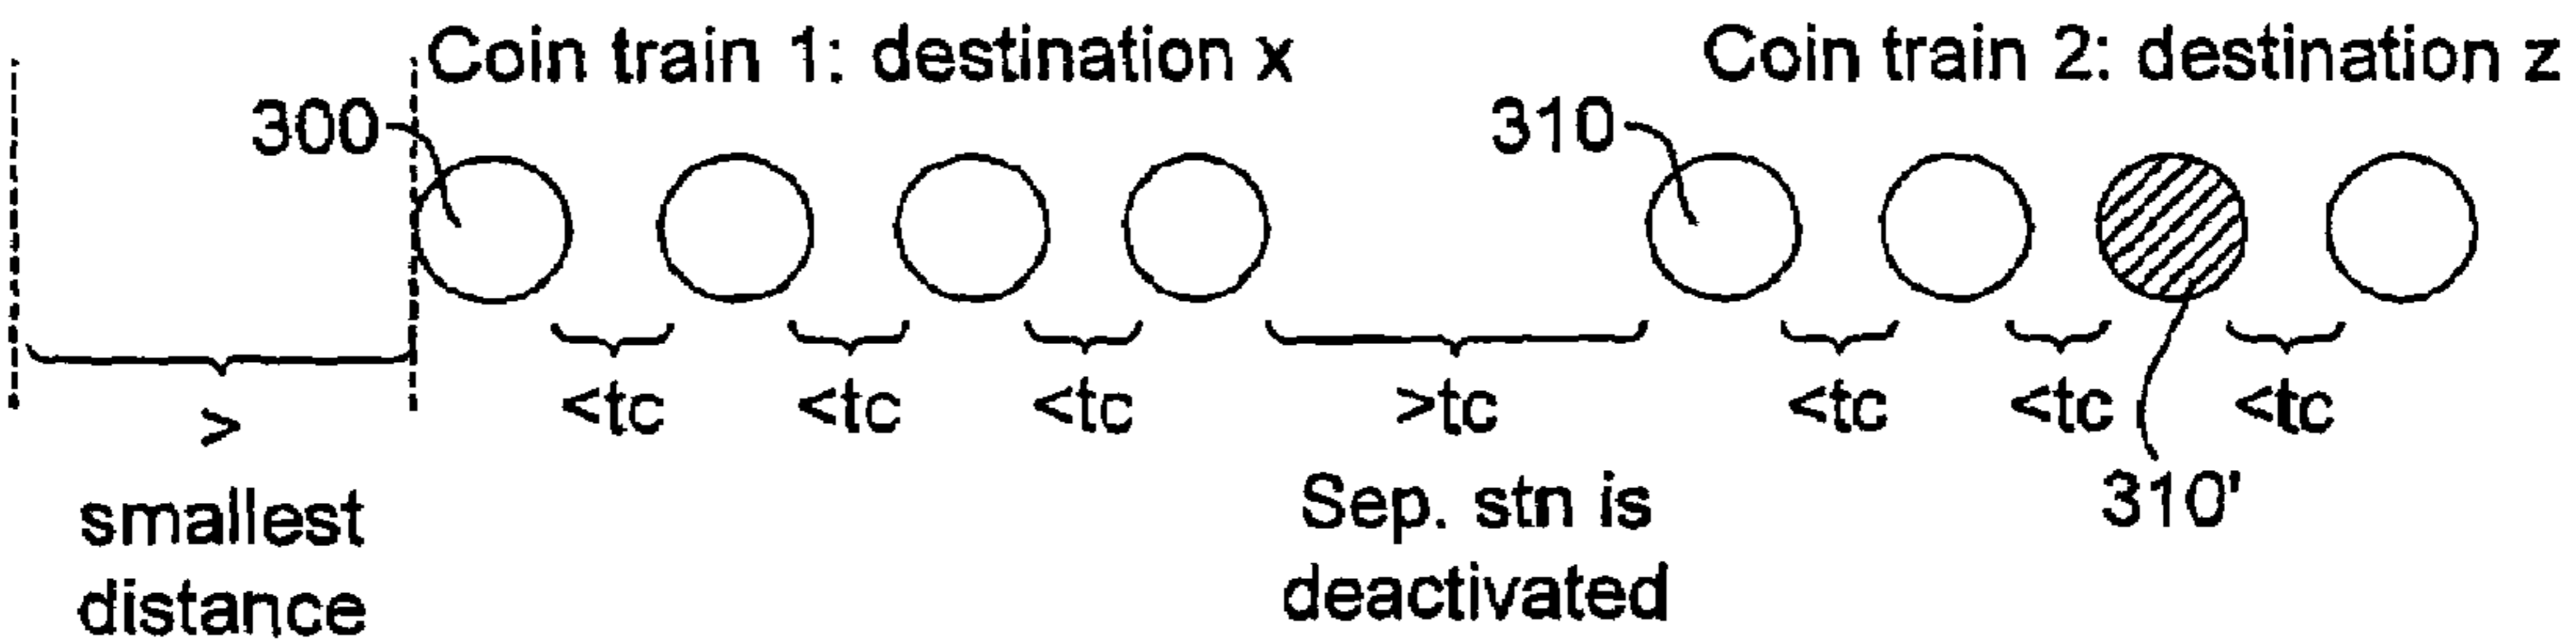 Coin train 1: destination x
Coin train 2: destination z
300
310
<tc
<tc
<tc
>tc
<tc
<tc
<tc
>
smallest
distance
Sep. stn is
deactivated
310'